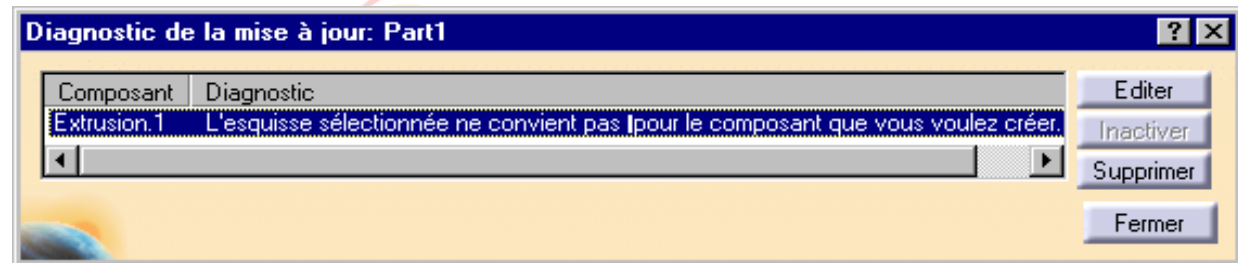 Diagnostic de la mise à jour: Part1
Composant Diagnostic
Extrusion.1 L'esquisse sélectionnée ne convient pas pour le composant que vous voulez créer.
Editer
Inactiver
Supprimer
Fermer